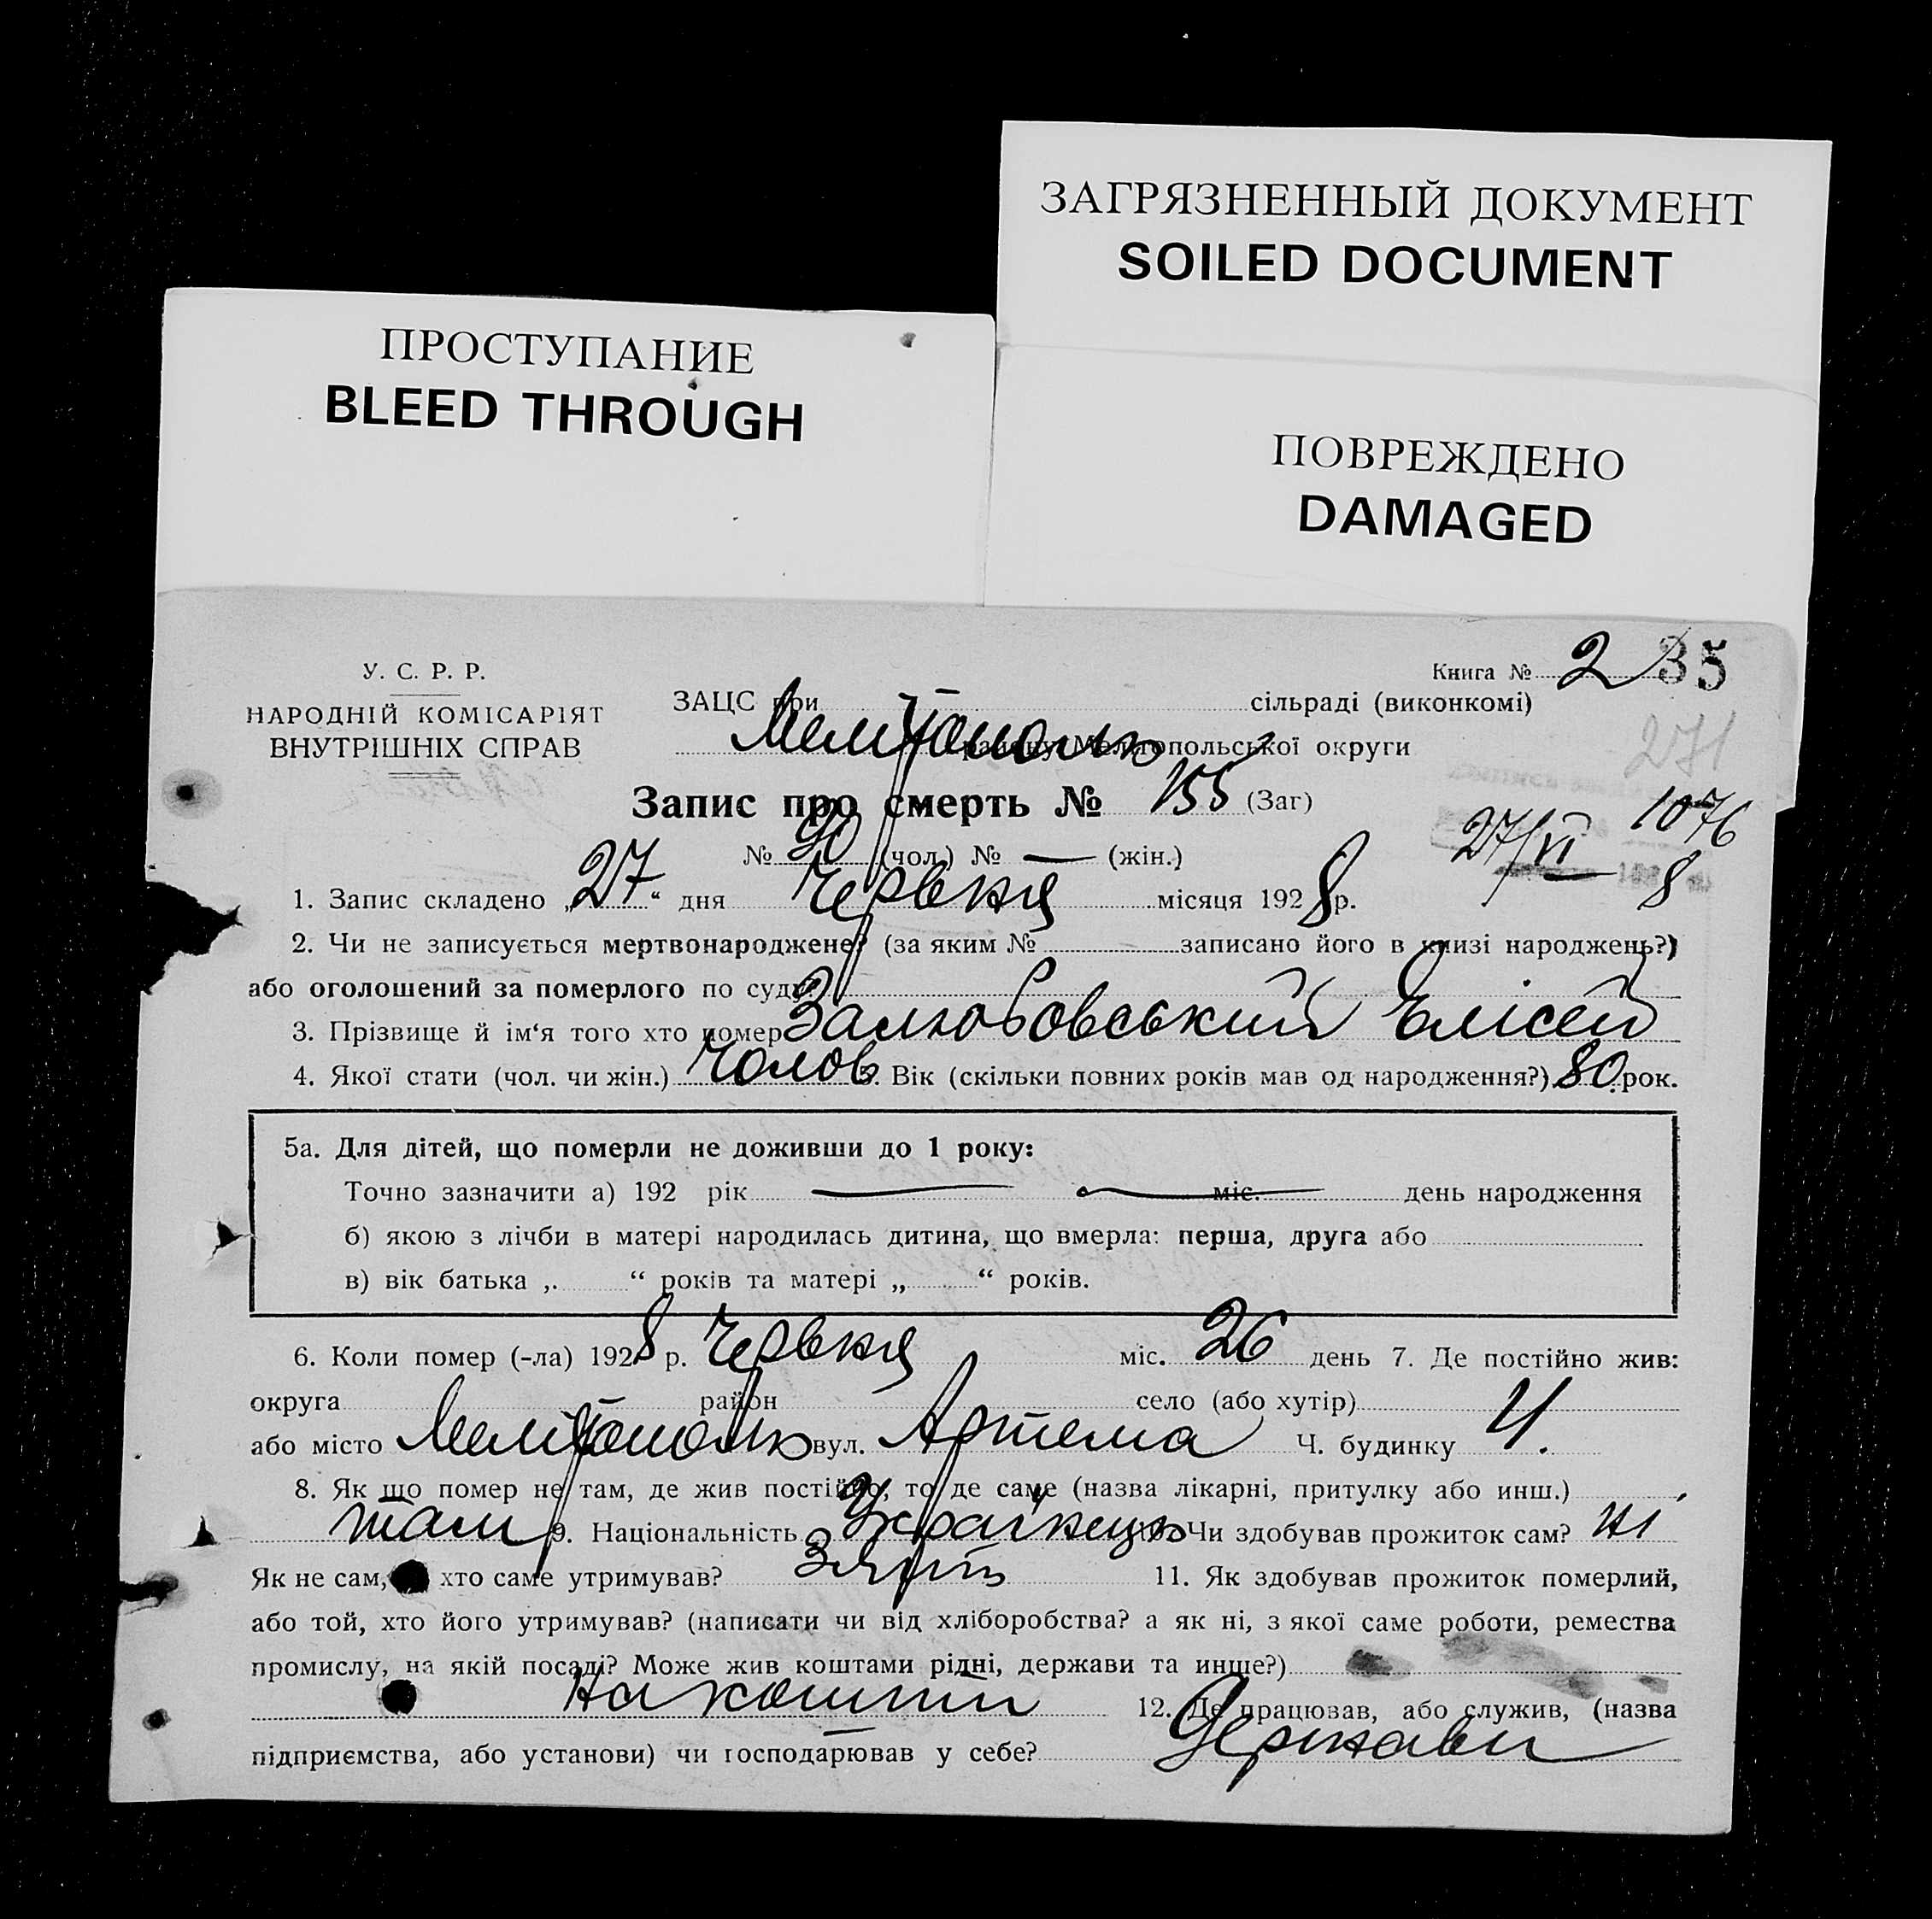 ЗАГРЯЗНЕННЫЙ ДОКУМЕНТ
SOILED DOCUMENT
ПРОСТУПАНИЕ
BLEED THROUGH
ПОВРЕЖДЕНО
DAMAGED
У. С. Р. Р.
НАРОДНІЙ КОМІСАРІЯТ
ВНУТРІШНІХ СПРАВ
Книга № 2 35
ЗАЦС при сільраді (виконкомі)
Мелітополь району Мелітопольської округи
271
Запис про смерть № 155 (Заг)
1076
№ 90 (чол.) № — (жін.)
27/VI 8
1. Запис складено „27“ дня Червня місяця 1928 р.
2. Чи не записується мертвонароджене? (за яким № записано його в книзі народжень?)
або оголошений за померлого по суду?
3. Прізвище й ім‘я того хто помер Залюбовський Елісей
4. Якої стати (чол. чи жін.) Чолов 5. Вік (скільки повних років мав од народження?) 80 рок.
5а. Для дітей, що померли не доживши до 1 року:
Точно зазначити а) 192 рік — міс. — день народження
б) якою з лічби в матері народилась дитина, що вмерла: перша, друга або
в) вік батька „ “ років та матері „ “ років.
6. Коли помер (-ла) 1928 р. Червня міс. 26 день 7. Де постійно жив:
округа район село (або хутір)
або місто Мелітополь вул. Артема Ч. будинку 4.
8. Як що помер не там, де жив постійно, то де саме (назва лікарні, притулку або инш.)
там 9. Національність Українець Чи здобував прожиток сам? ні
Як не сам, хто саме утримував? Зять 11. Як здобував прожиток померлий,
або той, хто його утримував? (написати чи від хліборобства? а як ні, з якої саме роботи, ремества
промислу, на якій посаді? Може жив коштами рідні, держави та инше?)
На кошти 12. Де працював, або служив, (назва
підприємства, або установи) чи господарював у себе? Держави